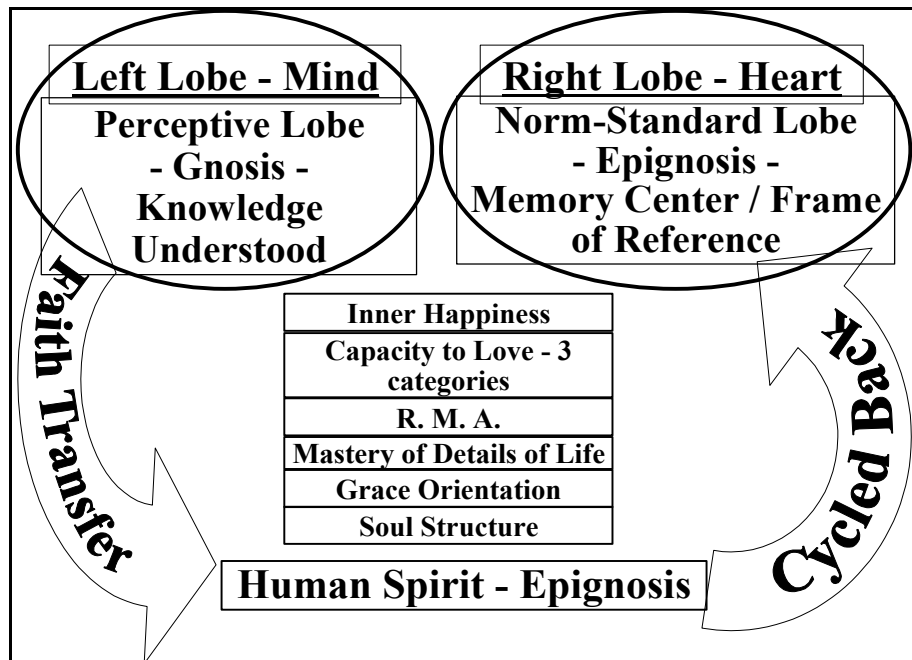 Left Lobe - Mind
Perceptive Lobe
- Gnosis -
Knowledge
Understood
Right Lobe - Heart
Norm-Standard Lobe
- Epignosis -
Memory Center / Frame
of Reference
Faith Transfer
Inner Happiness
Capacity to Love - 3
categories
R. M. A.
Mastery of Details of Life
Grace Orientation
Soul Structure
Human Spirit - Epignosis
Cycled Back